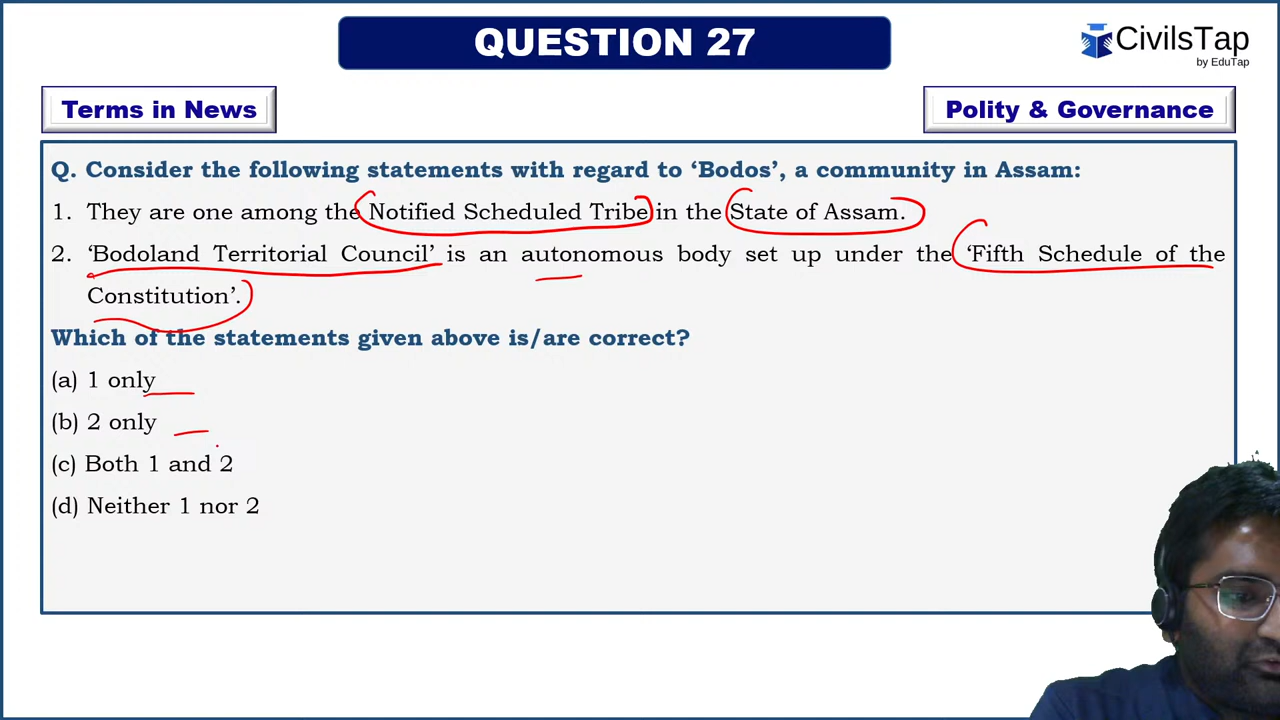 QUESTION 27
CivilsTap
by EduTap
Terms in News
Polity & Governance
Q. Consider the following statements with regard to ‘Bodos’, a community in Assam:
1. They are one among the Notified Scheduled Tribe in the State of Assam.
2. ‘Bodoland Territorial Council’ is an autonomous body set up under the ‘Fifth Schedule of the
Constitution’.
Which of the statements given above is/are correct?
(a) 1 only
(b) 2 only
(c) Both 1 and 2
(d) Neither 1 nor 2